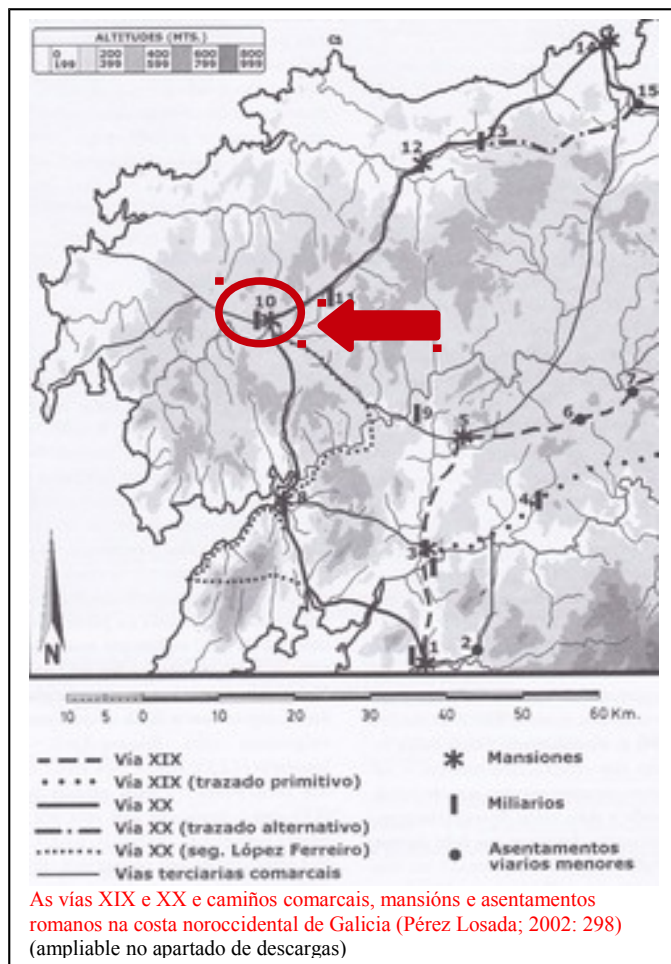 ALTITUDES (MTS.)
0 200 400 600 800
199 399 599 799 999
14
15
13
12
10
11
7
6
9
5
4
8
3
2
1
N
10 5 0 10 20 30 40 60 Km.
Vía XIX
Vía XIX (trazado primitivo)
Vía XX
Vía XX (trazado alternativo)
Vía XX (seg. López Ferreiro)
Vías terciarias comarcais
Mansiones
Miliarios
Asentamentos
viarios menores
As vías XIX e XX e camiños comarcais, mansións e asentamentos
romanos na costa noroccidental de Galicia (Pérez Losada; 2002: 298)
(ampliable no apartado de descargas)